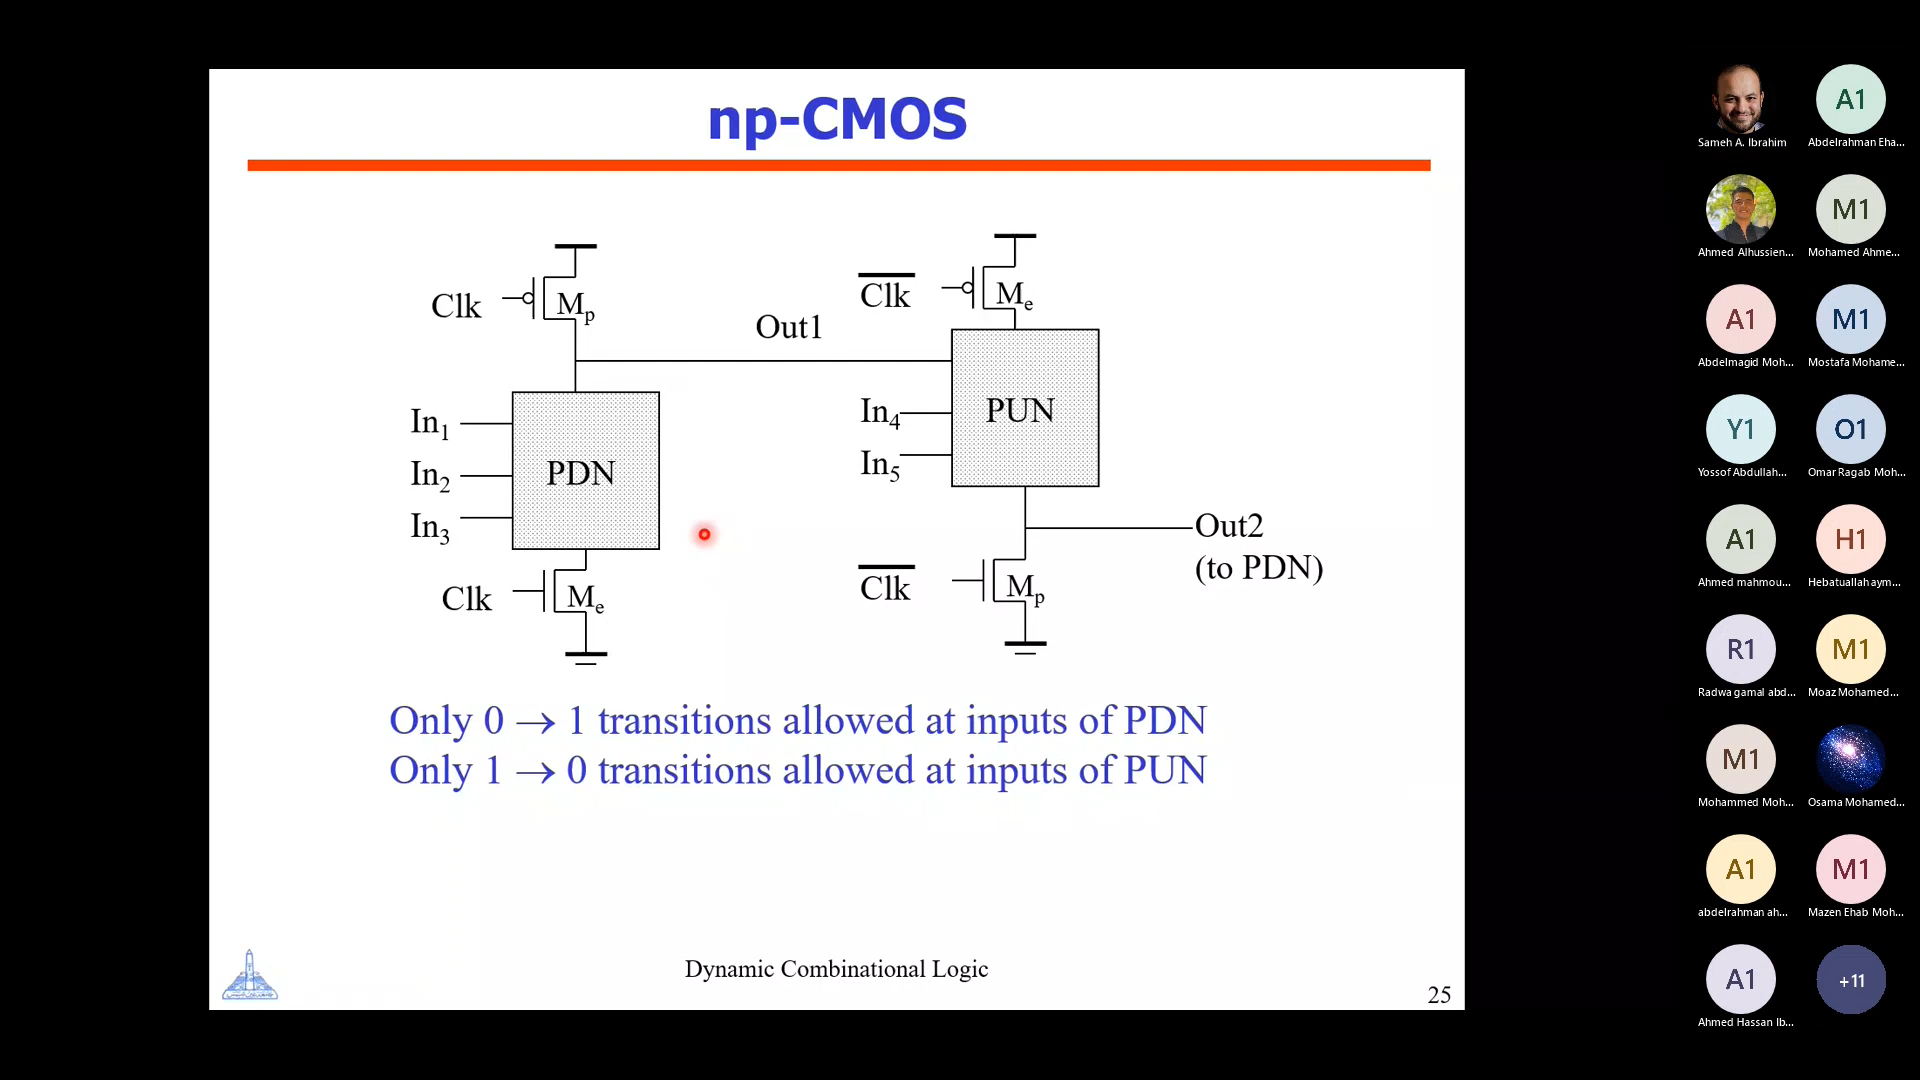 np-CMOS
Clk
Mp
Out1
Clk
Me
In1
In2
In3
PDN
In4
In5
PUN
Clk
Me
Clk
Mp
Out2
(to PDN)
Only 0 → 1 transitions allowed at inputs of PDN
Only 1 → 0 transitions allowed at inputs of PUN
Dynamic Combinational Logic
25
Sameh A. Ibrahim
A1
Abdelrahman Eha...
Ahmed Alhussien...
M1
Mohamed Ahme...
A1
Abdelmagid Moh...
M1
Mostafa Mohame...
Y1
Yossof Abdullah...
O1
Omar Ragab Moh...
A1
Ahmed mahmou...
H1
Hebatuallah aym...
R1
Radwa gamal abd...
M1
Moaz Mohamed...
M1
Mohammed Moh...
Osama Mohamed...
A1
abdelrahman ah...
M1
Mazen Ehab Moh...
A1
Ahmed Hassan Ib...
+11